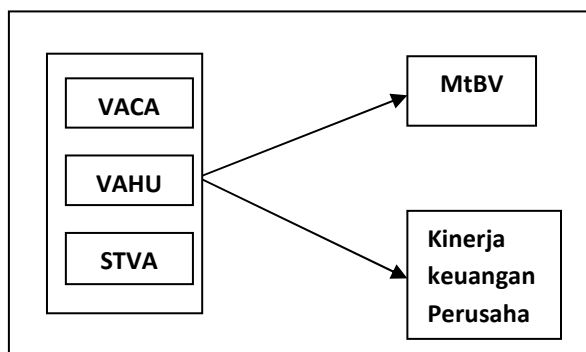 VACA
VAHU
STVA
MtBV
Kinerja
keuangan
Perusaha